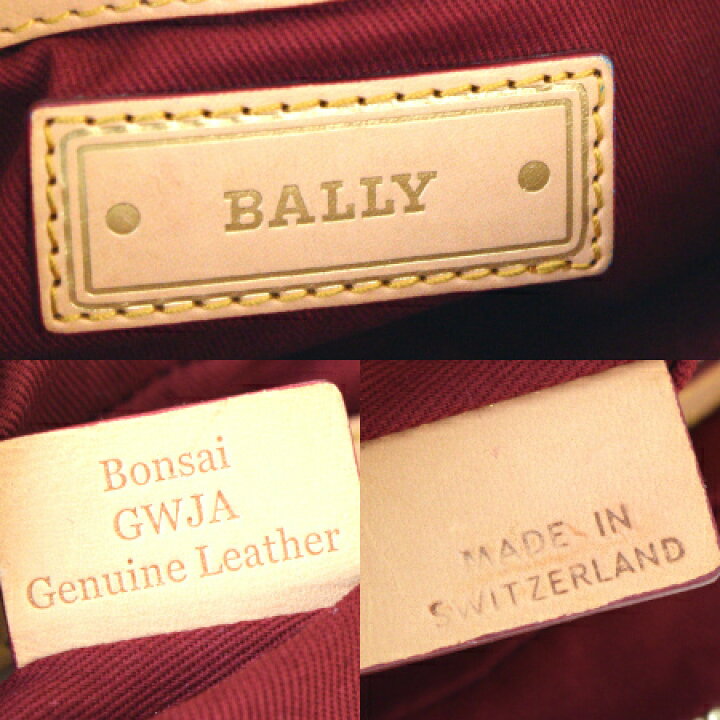 BALLY
Bonsai
GWJA
Genuine Leather
MADE IN
SWITZERLAND